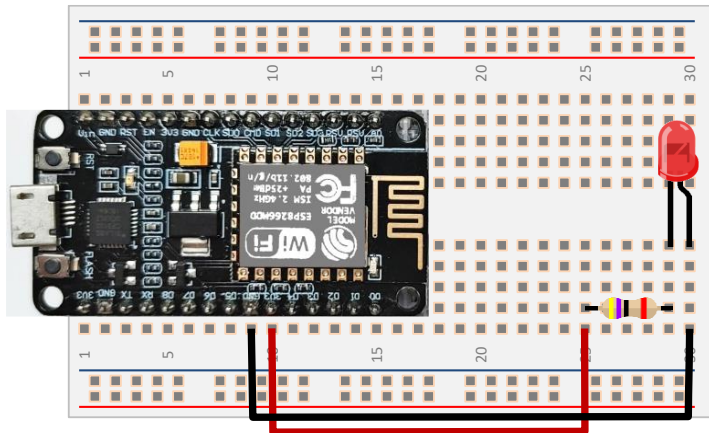 1 5 10 15 20 25 30
Vin GND RST EN 3V3 GND CLK SD0 CMD SD1 SD2 SD3 RSV RSV A0
RST
MODEL
VENDOR
ESP8266MOD
ISM 2.4GHz
PA +25dBm
802.11b/g/n
FC
Wi Fi
FLASH
3V3 GND TX RX D8 D7 D6 D5 GND 3V3 D4 D3 D2 D1 D0
1 5 10 15 20 25 30